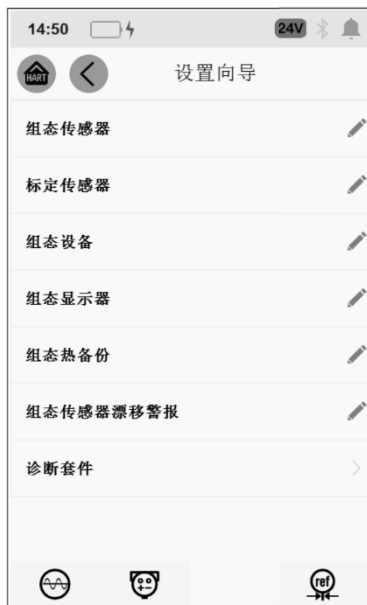 14:50
24V
HART
设置向导
组态传感器
标定传感器
组态设备
组态显示器
组态热备份
组态传感器漂移警报
诊断套件
ref